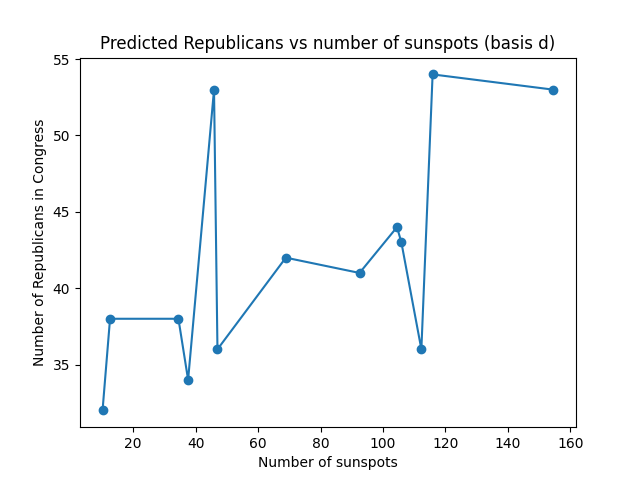 Predicted Republicans vs number of sunspots (basis d)
55
50
45
40
35
Number of Republicans in Congress
20 40 60 80 100 120 140 160
Number of sunspots